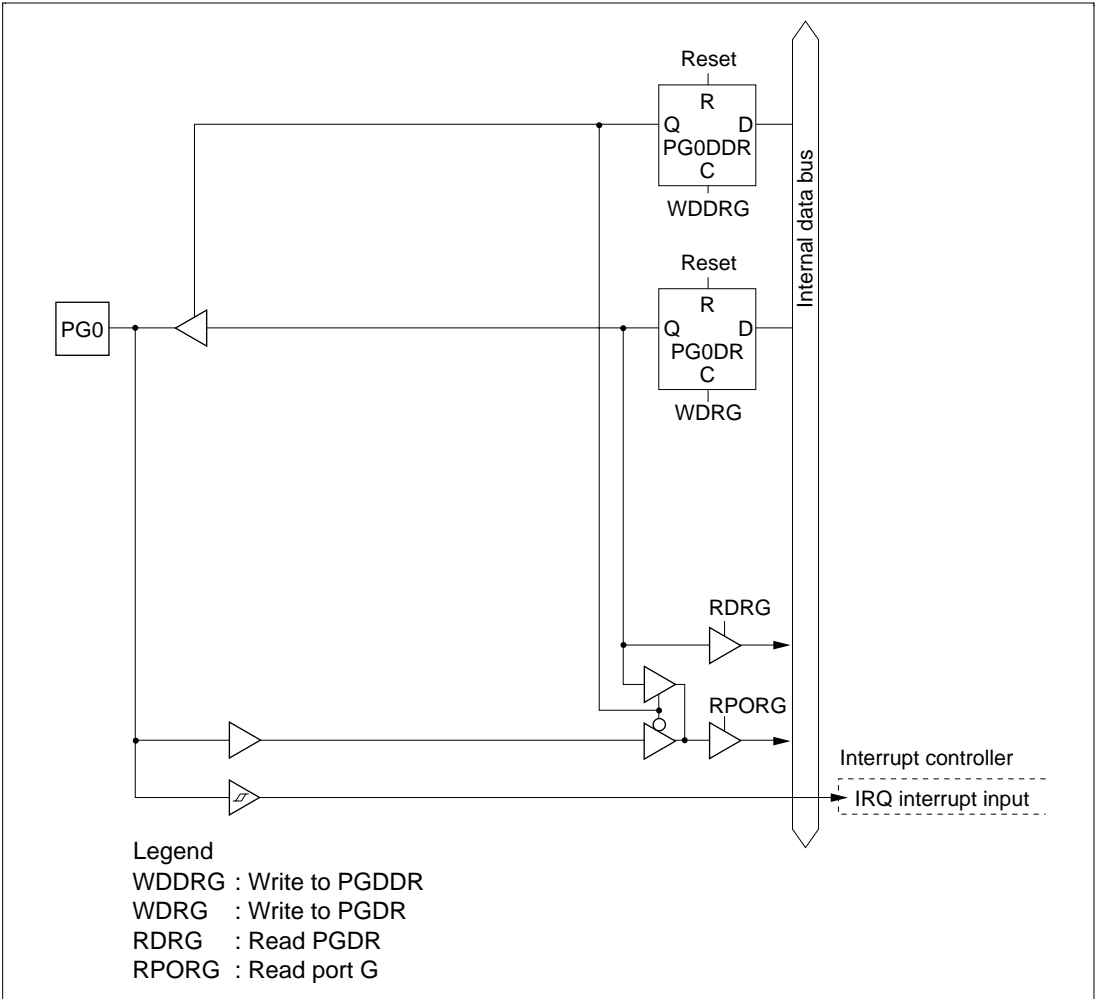 Reset
R
Q D
PG0DDR
C
WDDRG
Internal data bus
Reset
R
PG0
Q D
PG0DR
C
WDRG
RDRG
RPORG
Interrupt controller
IRQ interrupt input
Legend
WDDRG : Write to PGDDR
WDRG : Write to PGDR
RDRG : Read PGDR
RPORG : Read port G